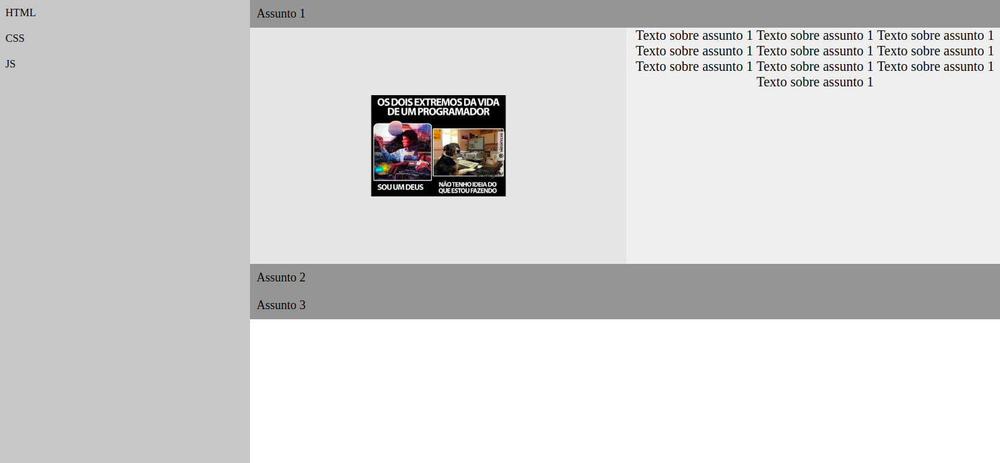 HTML
CSS
JS
Assunto 1
OS DOIS EXTREMOS DA VIDA
DE UM PROGRAMADOR
SOU UM DEUS
NÃO TENHO IDEIA DO
QUE ESTOU FAZENDO
Texto sobre assunto 1 Texto sobre assunto 1 Texto sobre assunto 1
Texto sobre assunto 1 Texto sobre assunto 1 Texto sobre assunto 1
Texto sobre assunto 1 Texto sobre assunto 1 Texto sobre assunto 1
Texto sobre assunto 1
Assunto 2
Assunto 3